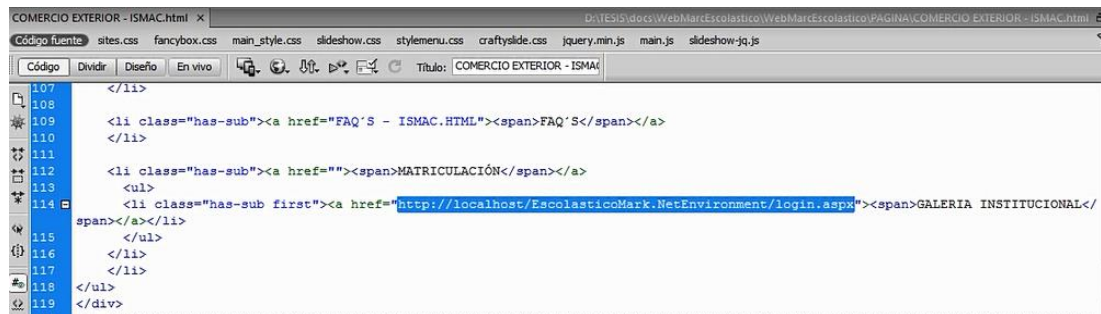 COMERCIO EXTERIOR - ISMAC.html × D:\TESIS\docs\WebMarcEscolastico\WebMarcEscolastico\PAGINA\COMERCIO EXTERIOR - ISMAC.html
Código fuente sites.css fancybox.css main_style.css slideshow.css stylemenu.css craftyslide.css jquery.min.js main.js slideshow-jq.js
Código Dividir Diseño En vivo Título: COMERCIO EXTERIOR - ISMA
107 </li>
108
109 <li class="has-sub"><a href="FAQ´S - ISMAC.HTML"><span>FAQ´S</span></a>
110 </li>
111
112 <li class="has-sub"><a href=""><span>MATRICULACIÓN</span></a>
113 <ul>
114 <li class="has-sub first"><a href="http://localhost/EscolasticoMark.NetEnvironment/login.aspx"><span>GALERIA INSTITUCIONAL</
span></a></li>
115 </ul>
116 </li>
117 </li>
118 </ul>
119 </div>